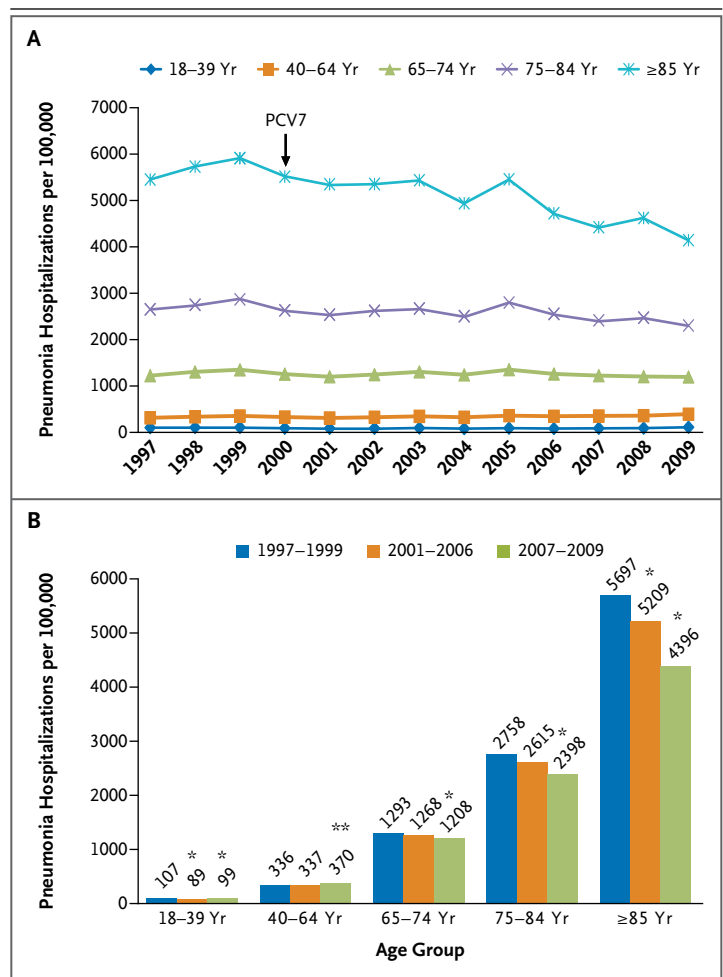 A
18–39 Yr 40–64 Yr 65–74 Yr 75–84 Yr ≥85 Yr
Pneumonia Hospitalizations per 100,000
7000
6000
5000
4000
3000
2000
1000
0
PCV7
1997 1998 1999 2000 2001 2002 2003 2004 2005 2006 2007 2008 2009
B
1997–1999 2001–2006 2007–2009
Pneumonia Hospitalizations per 100,000
6000
5000
4000
3000
2000
1000
0
107 89* 99*
336 337 370**
1293 1268 1208*
2758 2615 2398*
5697 5209* 4396*
18–39 Yr 40–64 Yr 65–74 Yr 75–84 Yr ≥85 Yr
Age Group